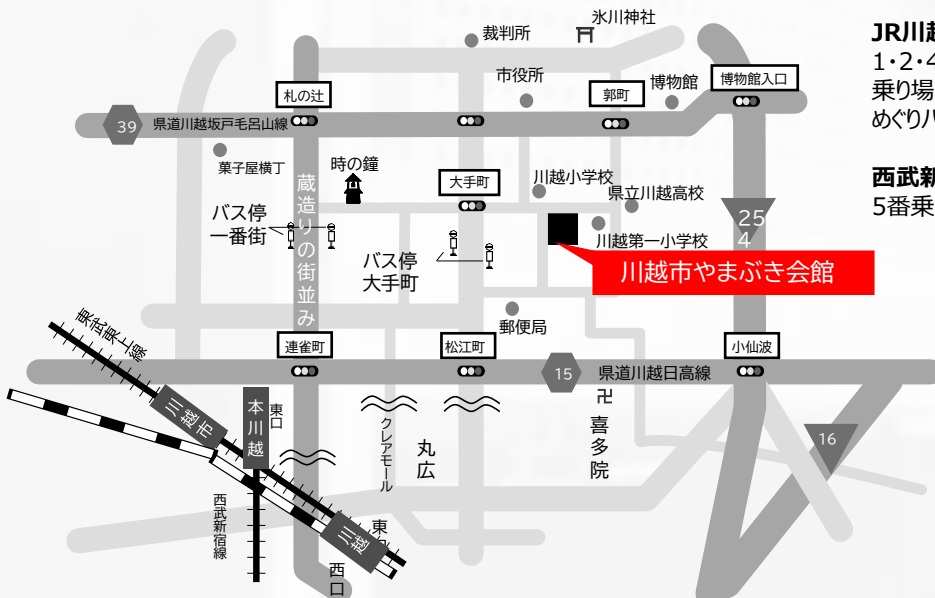 氷川神社
裁判所
市役所
博物館
博物館入口
札の辻
郭町
39
県道川越坂戸毛呂山線
菓子屋横丁
時の鐘
大手町
川越小学校
県立川越高校
254
蔵造りの街並み
バス停
一番街
バス停
大手町
川越第一小学校
川越市やまぶき会館
郵便局
東武東上線
連雀町
松江町
小仙波
15
県道川越日高線
川越市
本川越
東口
クレアモール
丸広
卍
喜多院
16
西武新宿線
川越
東口
西口
JR川越
1・2・4
乗り場
めぐりバ
西武新
5番乗